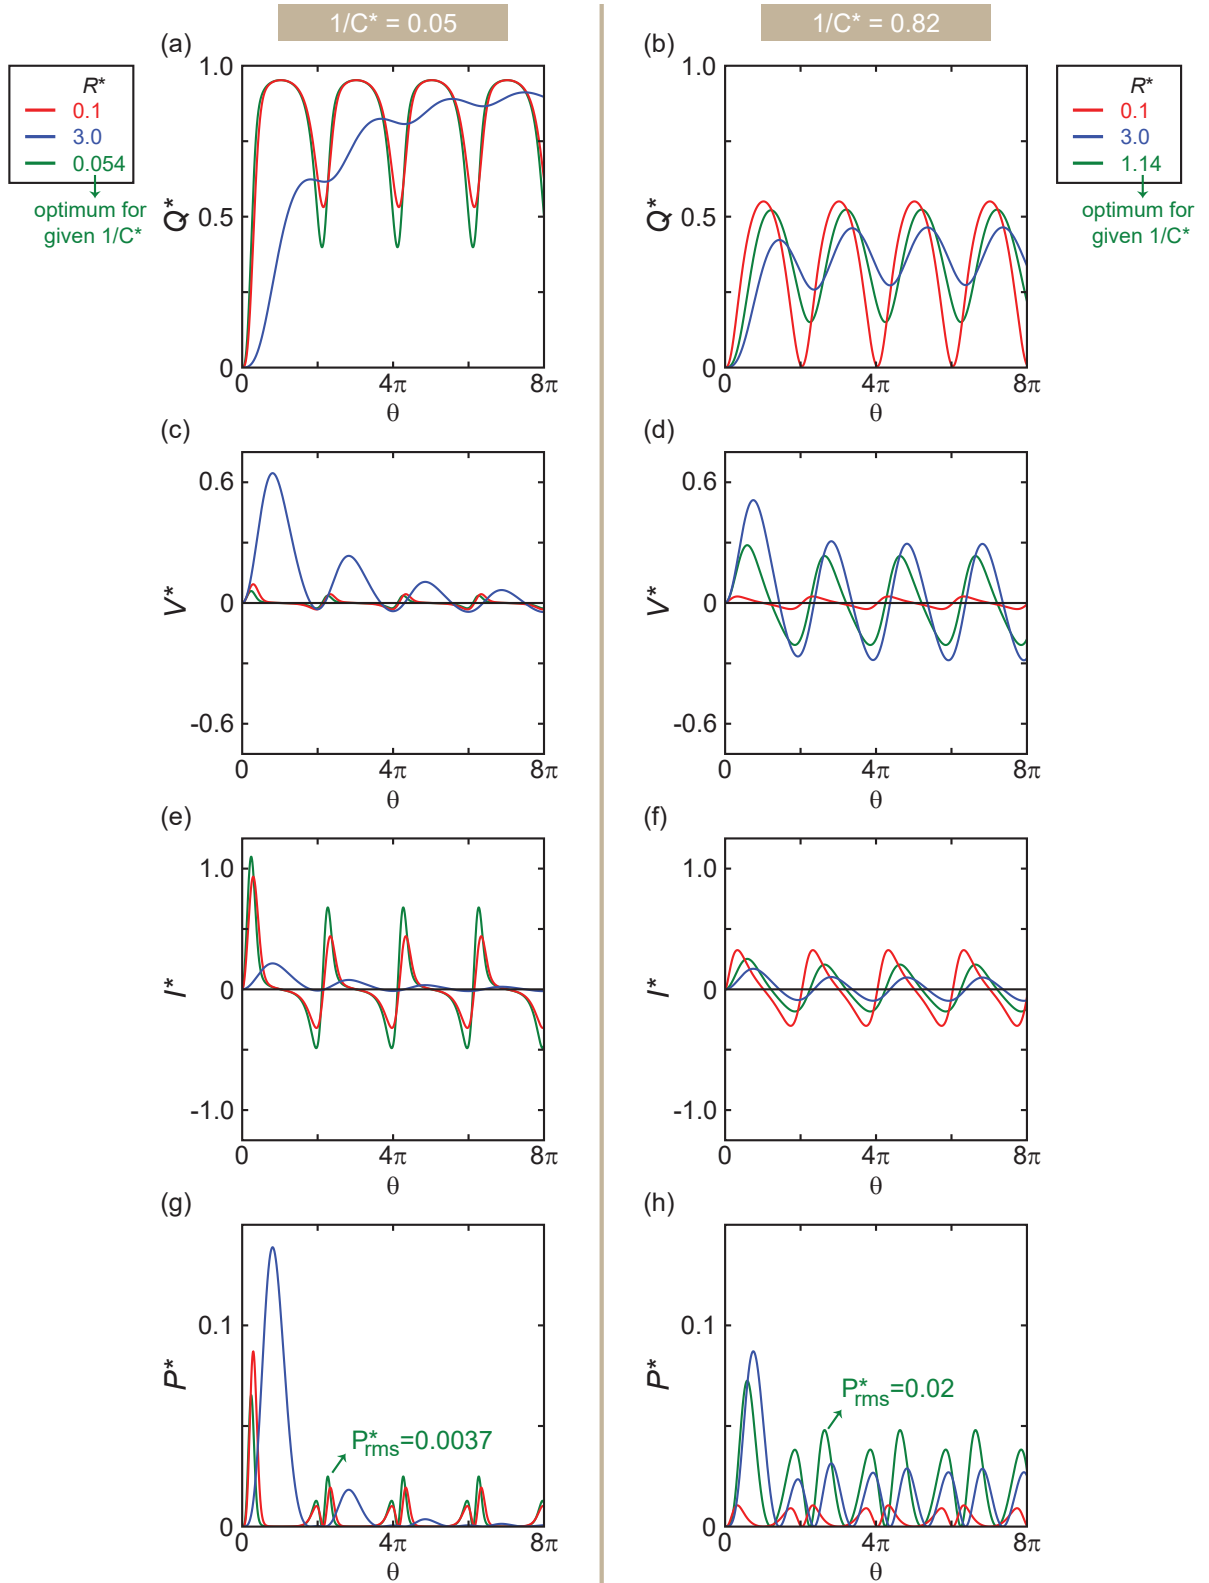 1/C* = 0.05
1/C* = 0.82
(a)
R*
0.1
3.0
0.054
optimum for
given 1/C*
1.0
0.5
0
Q*
0
4π
8π
θ
(b)
R*
0.1
3.0
1.14
optimum for
given 1/C*
1.0
0.5
0
Q*
0
4π
8π
θ
(c)
0.6
0
-0.6
V*
0
4π
8π
θ
(d)
0.6
0
-0.6
V*
0
4π
8π
θ
(e)
1.0
0
-1.0
I*
0
4π
8π
θ
(f)
1.0
0
-1.0
I*
0
4π
8π
θ
(g)
0.1
0
P*
P*rms=0.0037
0
4π
8π
θ
(h)
0.1
0
P*
P*rms=0.02
0
4π
8π
θ